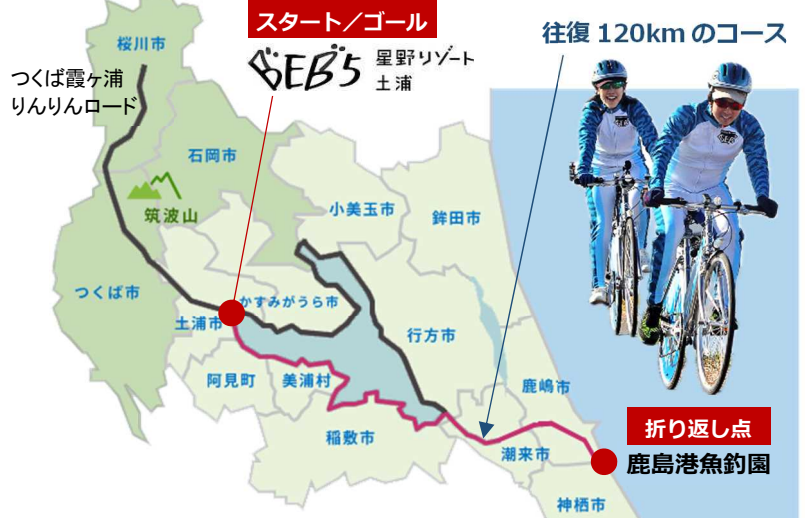 スタート／ゴール
BEB5 星野リゾート
土浦
往復 120km のコース
桜川市
つくば霞ヶ浦
りんりんロード
石岡市
筑波山
小美玉市
鉾田市
つくば市
かすみがうら市
土浦市
行方市
阿見町
美浦村
鹿嶋市
稲敷市
折り返し点
潮来市
鹿島港魚釣園
神栖市